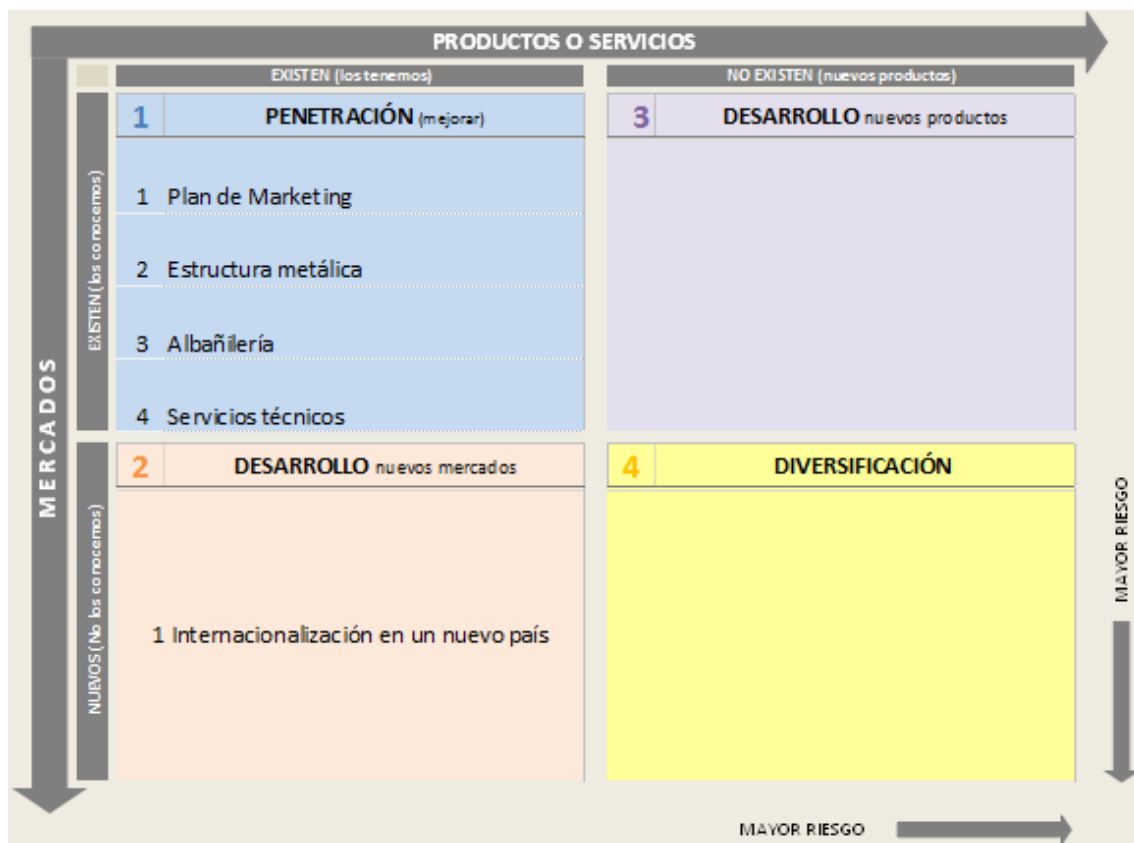 PRODUCTOS O SERVICIOS
EXISTEN (los tenemos)
NO EXISTEN (nuevos productos)
MERCADOS
EXISTEN (los conocemos)
1 PENETRACIÓN (mejorar)
1 Plan de Marketing
2 Estructura metálica
3 Albañilería
4 Servicios técnicos
3 DESARROLLO nuevos productos
NUEVOS (No los conocemos)
2 DESARROLLO nuevos mercados
1 Internacionalización en un nuevo país
4 DIVERSIFICACIÓN
MAYOR RIESGO
MAYOR RIESGO